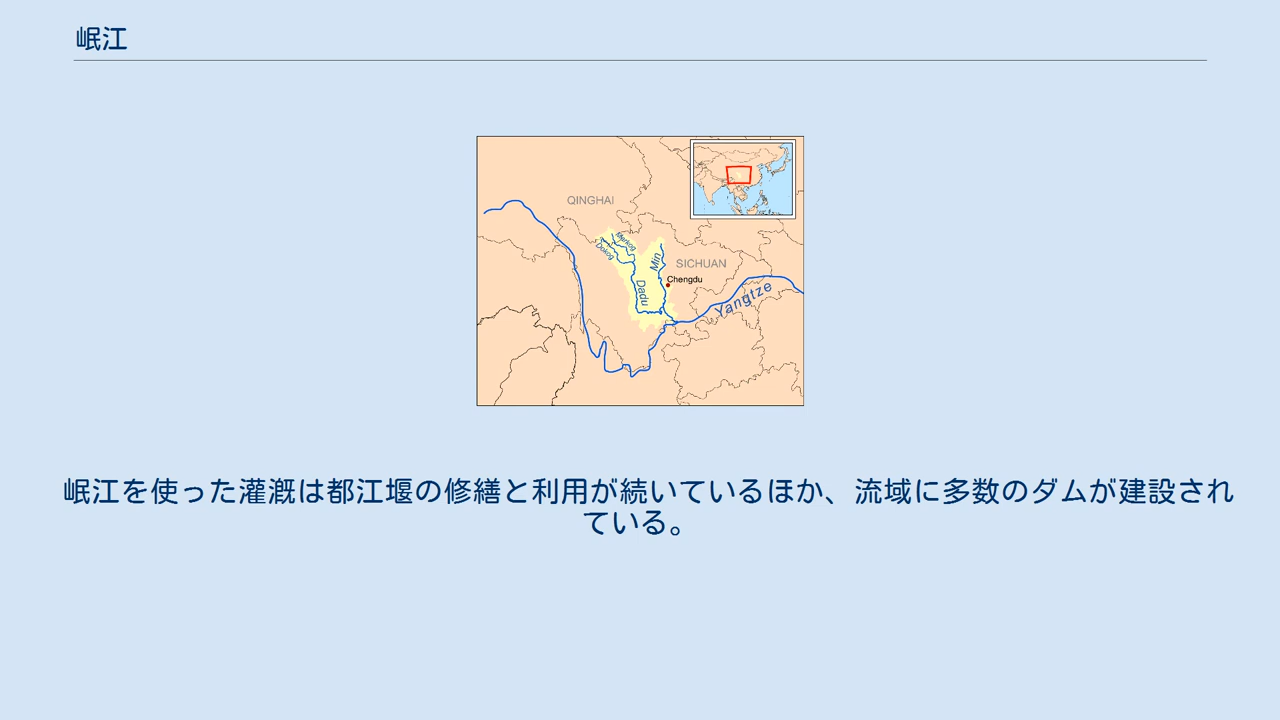 岷江
QINGHAI
Merkog
Dokog
Min
SICHUAN
Chengdu
Dadu
Yangtze
岷江を使った灌漑は都江堰の修繕と利用が続いているほか、流域に多数のダムが建設され
ている。